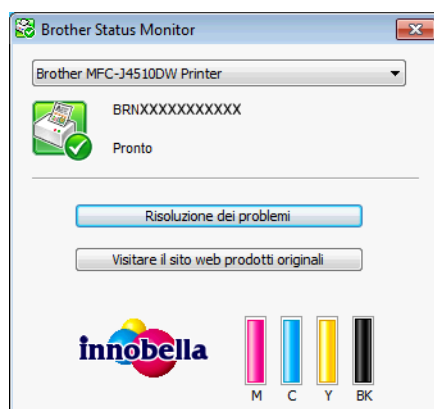 Brother Status Monitor
Brother MFC-J4510DW Printer
BRNXXXXXXXXXXX
Pronto
Risoluzione dei problemi
Visitare il sito web prodotti originali
innobella
M C Y BK